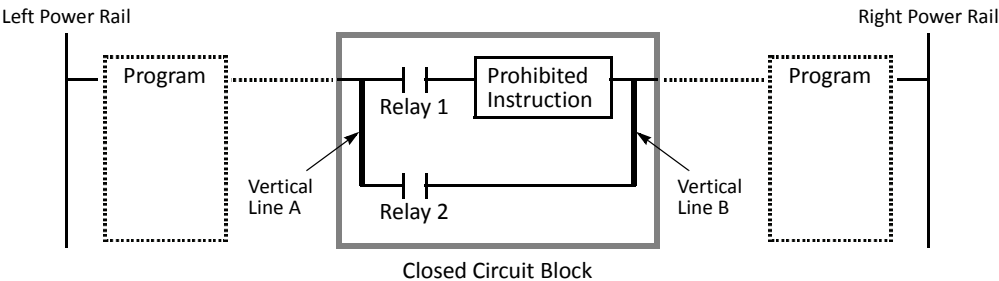 Left Power Rail
Right Power Rail
Program
Prohibited
Instruction
Program
Relay 1
Vertical
Line A
Vertical
Line B
Relay 2
Closed Circuit Block